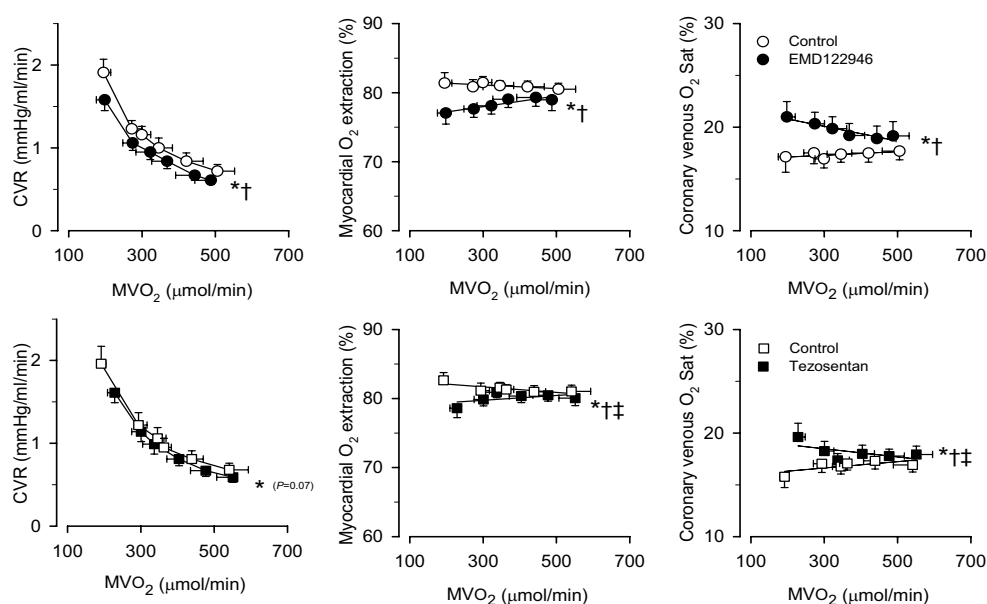 CVR (mmHg/ml/min)
2
1
0
100 300 500 700
MVO2 (μmol/min)
*†
Myocardial O2 extraction (%)
90
80
70
60
100 300 500 700
MVO2 (μmol/min)
*†
Coronary venous O2 Sat (%)
30
20
10
100 300 500 700
MVO2 (μmol/min)
Control
EMD122946
*†
CVR (mmHg/ml/min)
2
1
0
100 300 500 700
MVO2 (μmol/min)
* (P=0.07)
Myocardial O2 extraction (%)
90
80
70
60
100 300 500 700
MVO2 (μmol/min)
*†‡
Coronary venous O2 Sat (%)
30
20
10
100 300 500 700
MVO2 (μmol/min)
Control
Tezosentan
*†‡